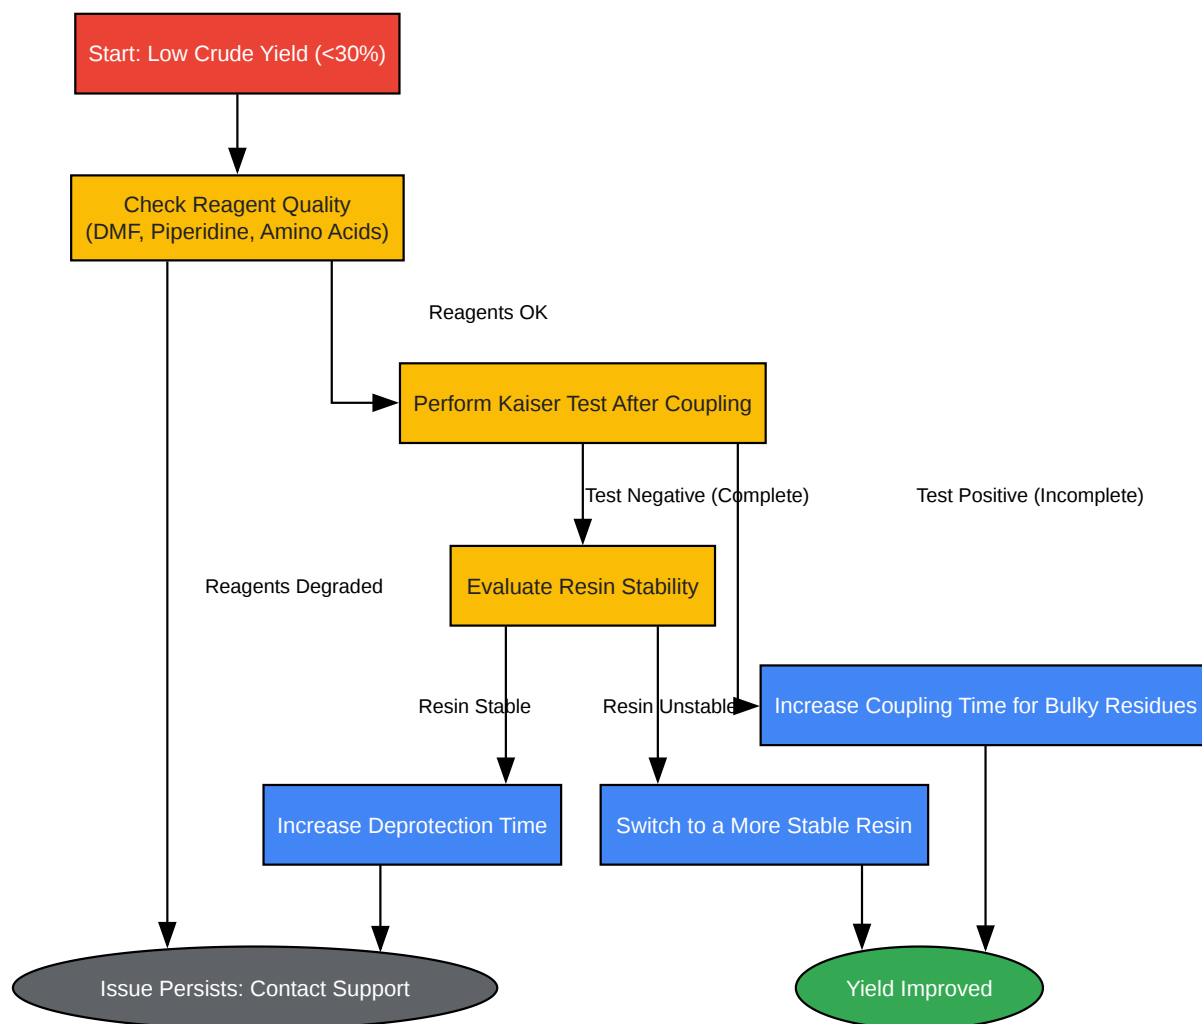 Start: Low Crude Yield (<30%)
Check Reagent Quality
(DMF, Piperidine, Amino Acids)
Reagents OK
Perform Kaiser Test After Coupling
Test Negative (Complete)
Test Positive (Incomplete)
Evaluate Resin Stability
Reagents Degraded
Resin Stable
Resin Unstable
Increase Coupling Time for Bulky Residues
Increase Deprotection Time
Switch to a More Stable Resin
Issue Persists: Contact Support
Yield Improved